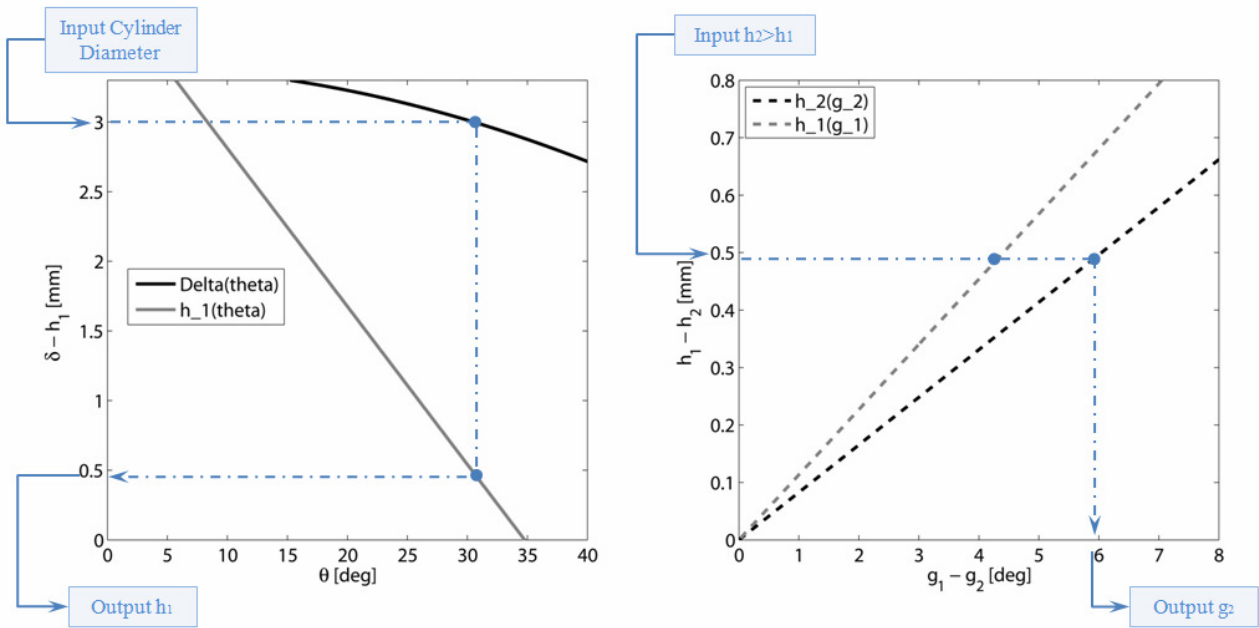 Input Cylinder
Diameter
3
2.5
2
1.5
1
0.5
0
δ – h₁ [mm]
Delta(theta)
h_1(theta)
0 5 10 15 20 25 30 35 40
θ [deg]
Output h₁
Input h₂>h₁
0.8
0.7
0.6
0.5
0.4
0.3
0.2
0.1
0
h₁ – h₂ [mm]
h_2(g_2)
h_1(g_1)
0 1 2 3 4 5 6 7 8
g₁ – g₂ [deg]
Output g₂